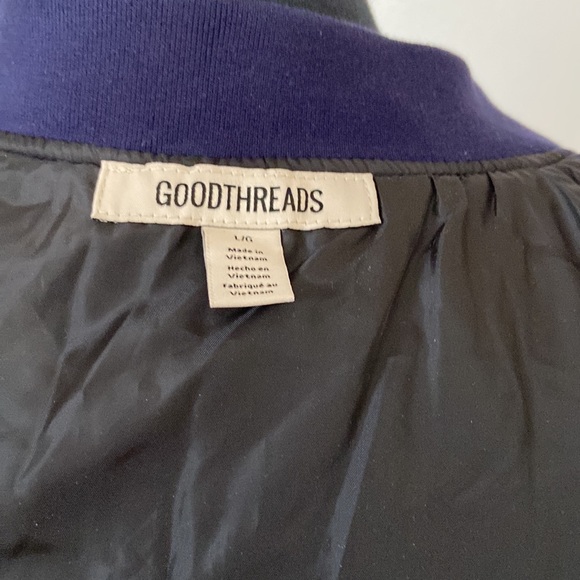 GOODTHREADS
L/G
Made in
Vietnam
Hecho en
Vietnam
Fabriqué au
Vietnam